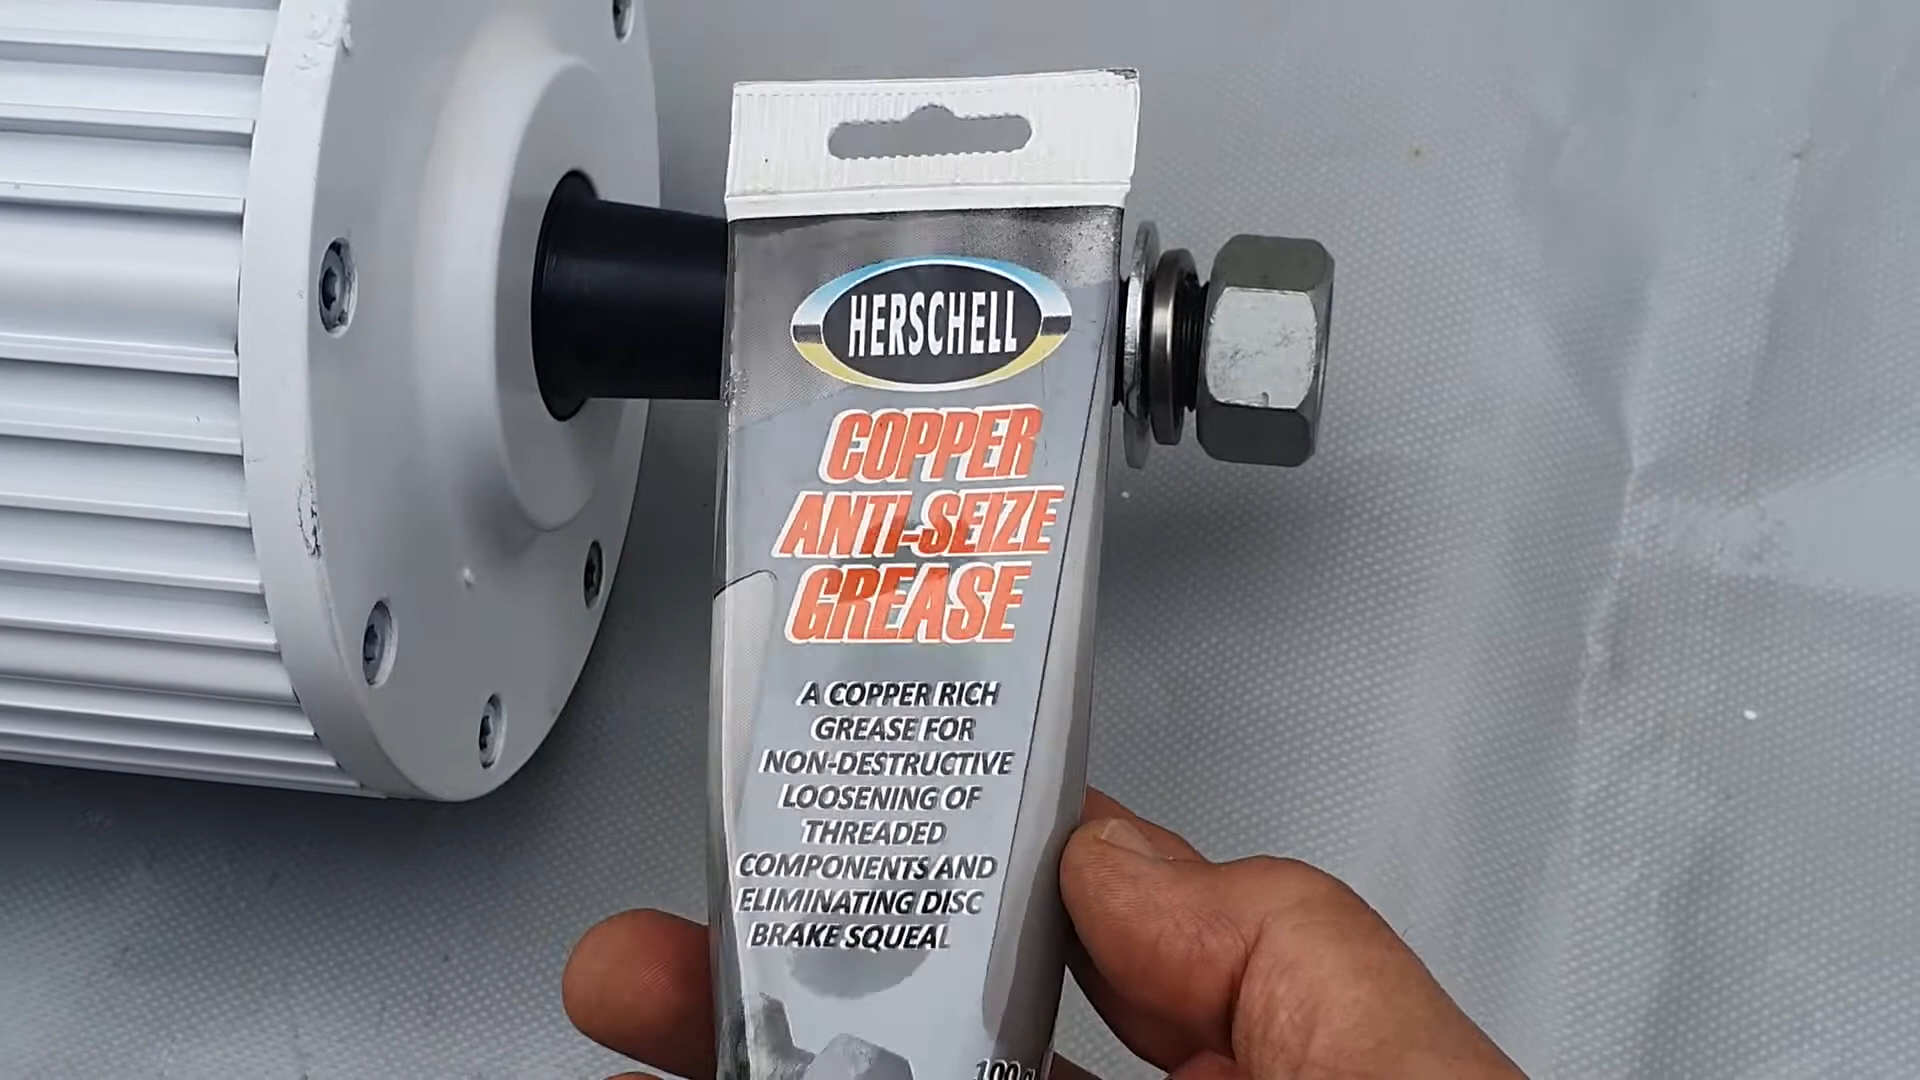 HERSCHELL
COPPER
ANTI-SEIZE
GREASE
A COPPER RICH
GREASE FOR
NON-DESTRUCTIVE
LOOSENING OF
THREADED
COMPONENTS AND
ELIMINATING DISC
BRAKE SQUEAL
100g